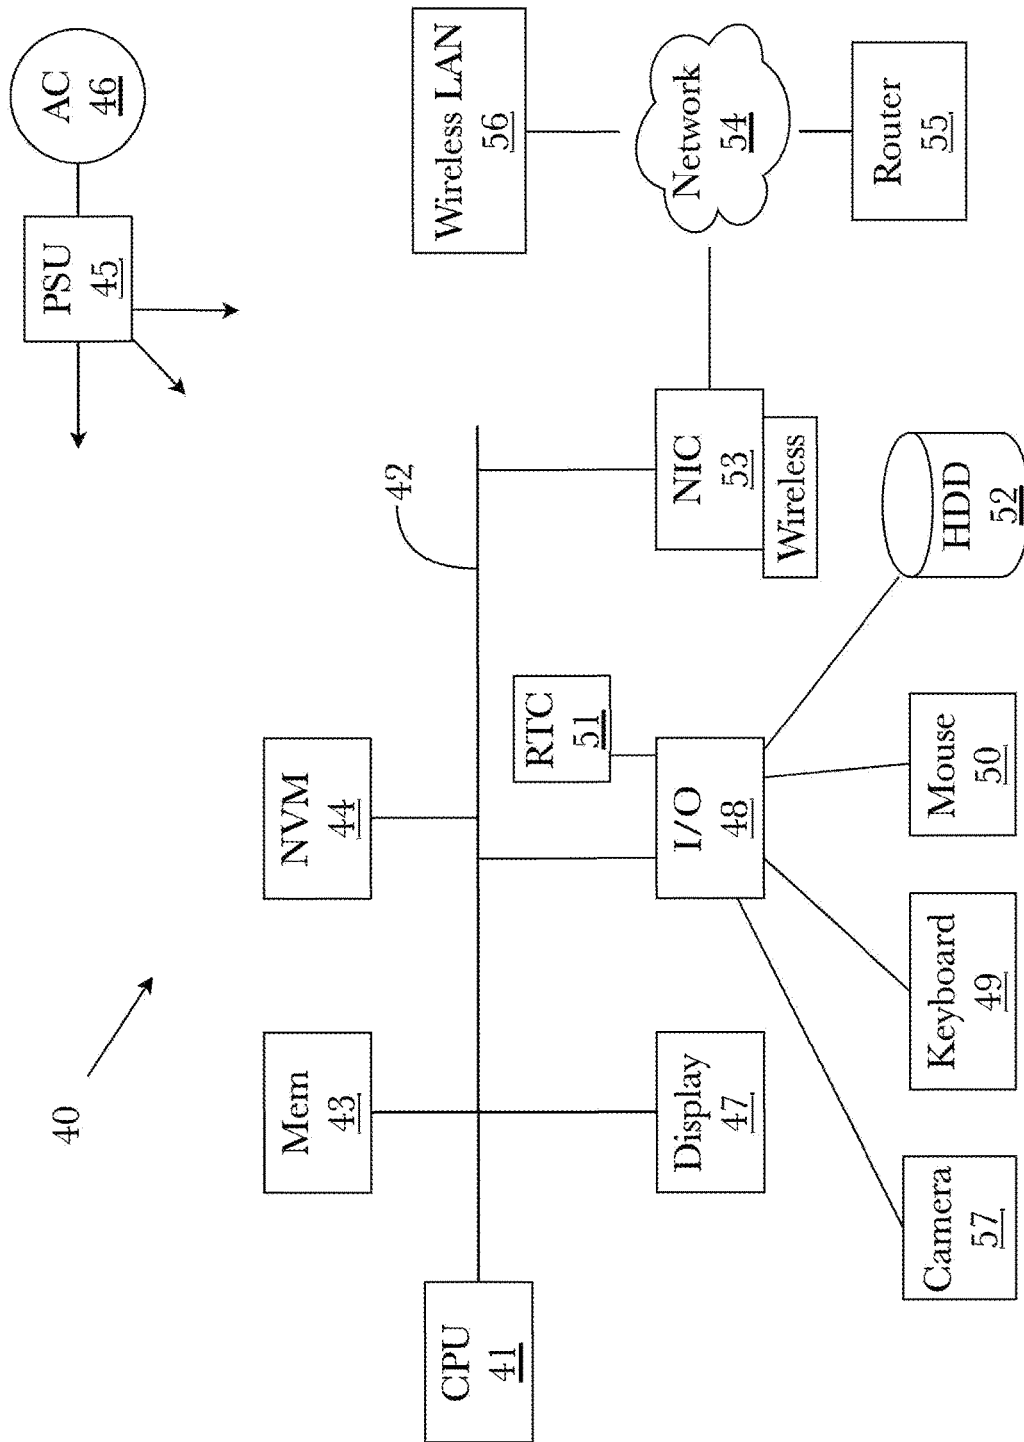 40
CPU
41
Mem
43
NVM
44
42
PSU
45
AC
46
Display
47
I/O
48
RTC
51
NIC
53
Wireless
Network
54
Wireless LAN
56
Router
55
Camera
57
Keyboard
49
Mouse
50
HDD
52